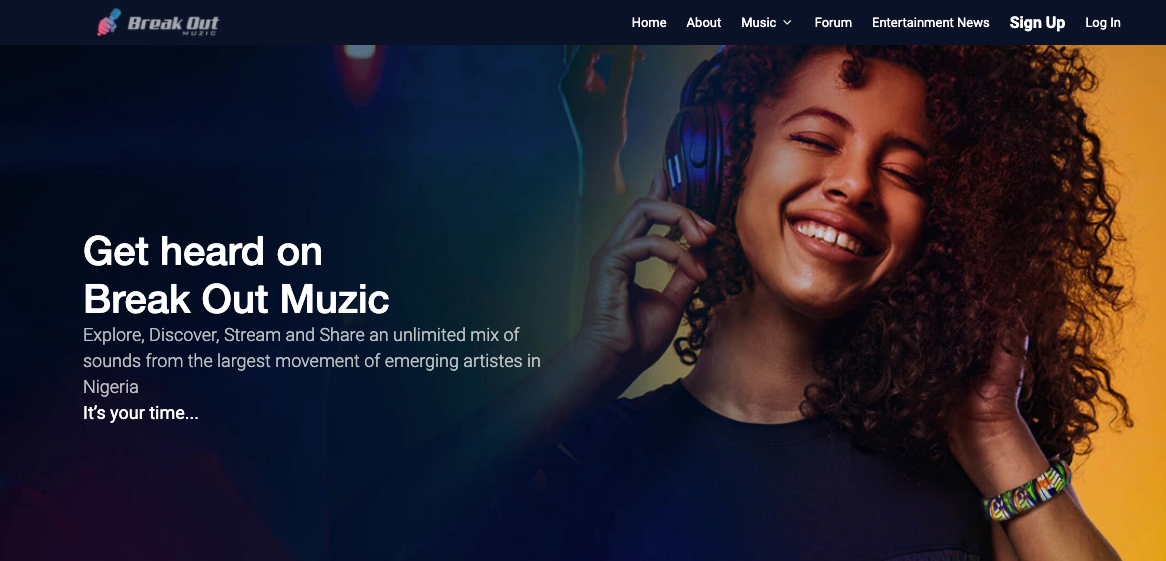 Break Out
MUZIC
Home
About
Music
Forum
Entertainment News
Sign Up
Log In
Get heard on
Break Out Muzic
Explore, Discover, Stream and Share an unlimited mix of
sounds from the largest movement of emerging artistes in
Nigeria
It's your time...